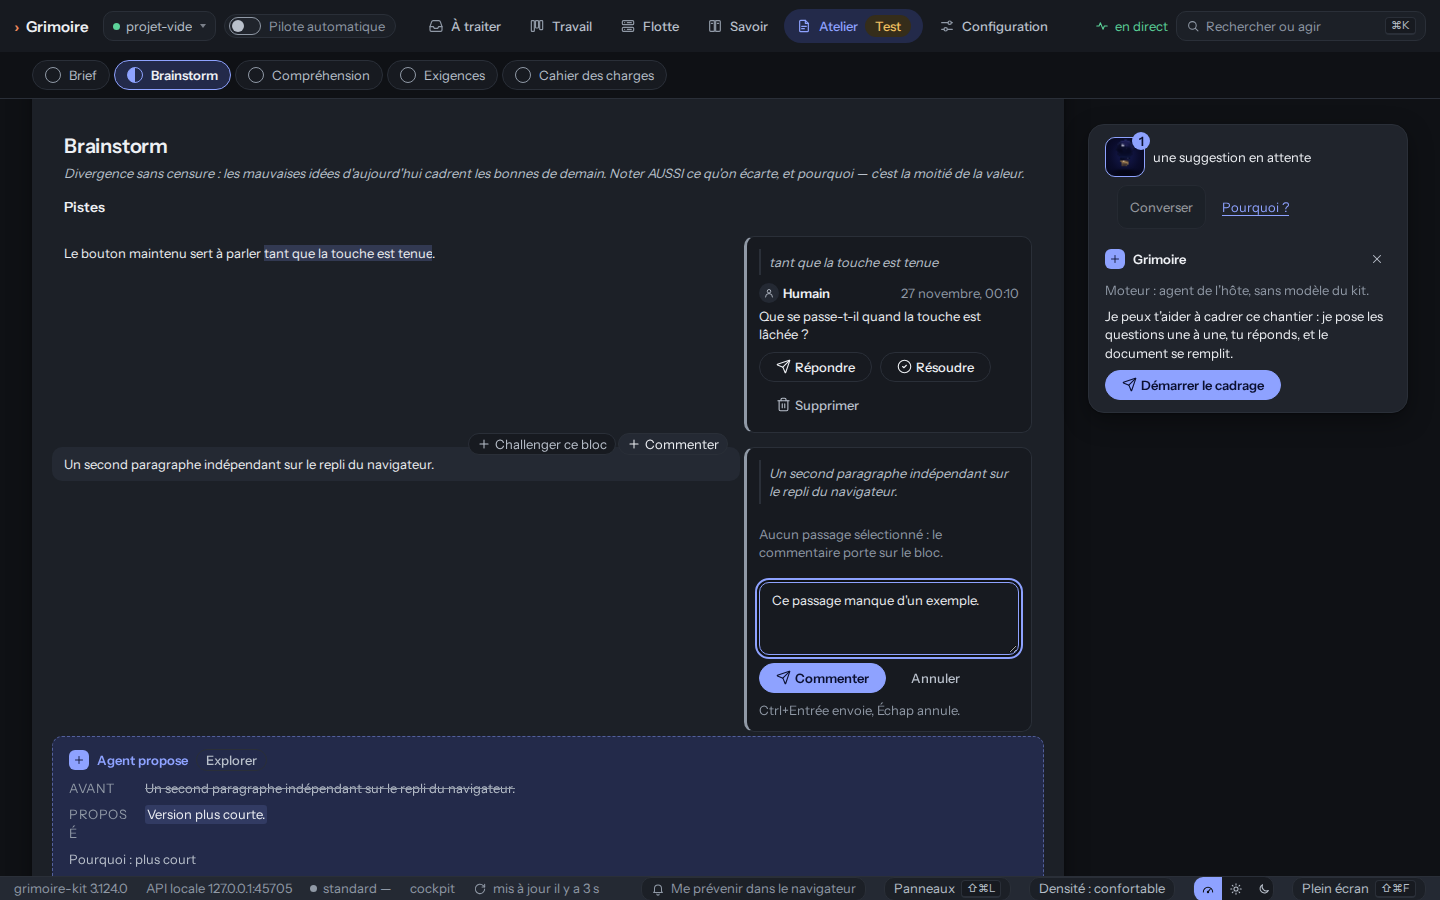 › Grimoire
projet-vide
Pilote automatique
À traiter
Travail
Flotte
Savoir
Atelier
Test
Configuration
en direct
Rechercher ou agir
⌘K
Brief
Brainstorm
Compréhension
Exigences
Cahier des charges
Brainstorm
Divergence sans censure : les mauvaises idées d'aujourd'hui cadrent les bonnes de demain. Noter AUSSI ce qu'on écarte, et pourquoi — c'est la moitié de la valeur.
Pistes
Le bouton maintenu sert à parler tant que la touche est tenue.
tant que la touche est tenue
Humain
27 novembre, 00:10
Que se passe-t-il quand la touche est
lâchée ?
Répondre
Résoudre
Supprimer
+ Challenger ce bloc
+ Commenter
Un second paragraphe indépendant sur le repli du navigateur.
Un second paragraphe indépendant sur
le repli du navigateur.
Aucun passage sélectionné : le
commentaire porte sur le bloc.
Ce passage manque d'un exemple.
Commenter
Annuler
Ctrl+Entrée envoie, Échap annule.
Agent propose
Explorer
AVANT
Un second paragraphe indépendant sur le repli du navigateur.
PROPOS
É
Version plus courte.
Pourquoi : plus court
1
une suggestion en attente
Converser
Pourquoi ?
Grimoire
Moteur : agent de l'hôte, sans modèle du kit.
Je peux t'aider à cadrer ce chantier : je pose les
questions une à une, tu réponds, et le
document se remplit.
Démarrer le cadrage
grimoire-kit 3.124.0
API locale 127.0.0.1:45705
standard —
cockpit
mis à jour il y a 3 s
Me prévenir dans le navigateur
Panneaux
⇧⌘L
Densité : confortable
Plein écran
⇧⌘F